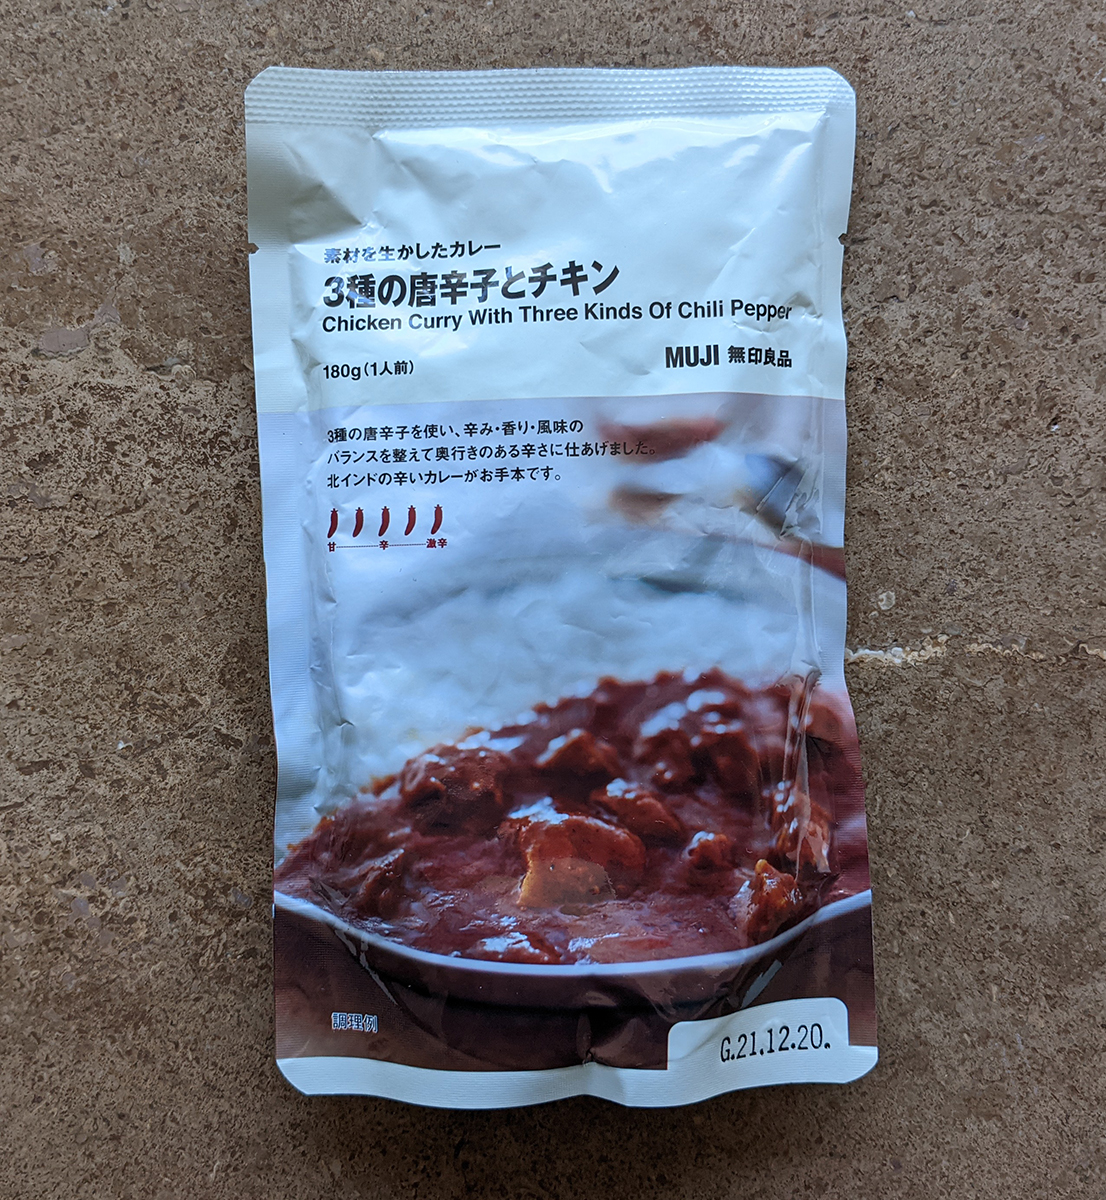 素材を生かしたカレー
3種の唐辛子とチキン
Chicken Curry With Three Kinds Of Chili Pepper
180g(1人前)
MUJI 無印良品
3種の唐辛子を使い、辛み・香り・風味の
バランスを整えて奥行きのある辛さに仕あげました。
北インドの辛いカレーがお手本です。
甘 辛 激辛
調理例
G.21.12.20.